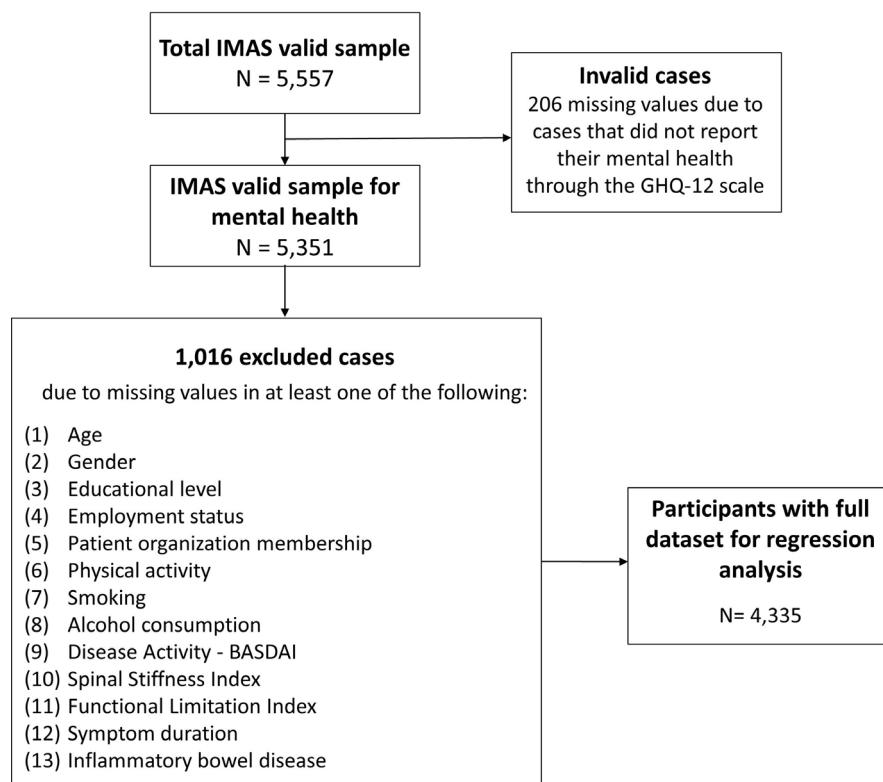 Total IMAS valid sample
N = 5,557
Invalid cases
206 missing values due to
cases that did not report
their mental health
through the GHQ-12 scale
IMAS valid sample for
mental health
N = 5,351
1,016 excluded cases
due to missing values in at least one of the following:
(1) Age
(2) Gender
(3) Educational level
(4) Employment status
(5) Patient organization membership
(6) Physical activity
(7) Smoking
(8) Alcohol consumption
(9) Disease Activity - BASDAI
(10) Spinal Stiffness Index
(11) Functional Limitation Index
(12) Symptom duration
(13) Inflammatory bowel disease
Participants with full
dataset for regression
analysis
N= 4,335